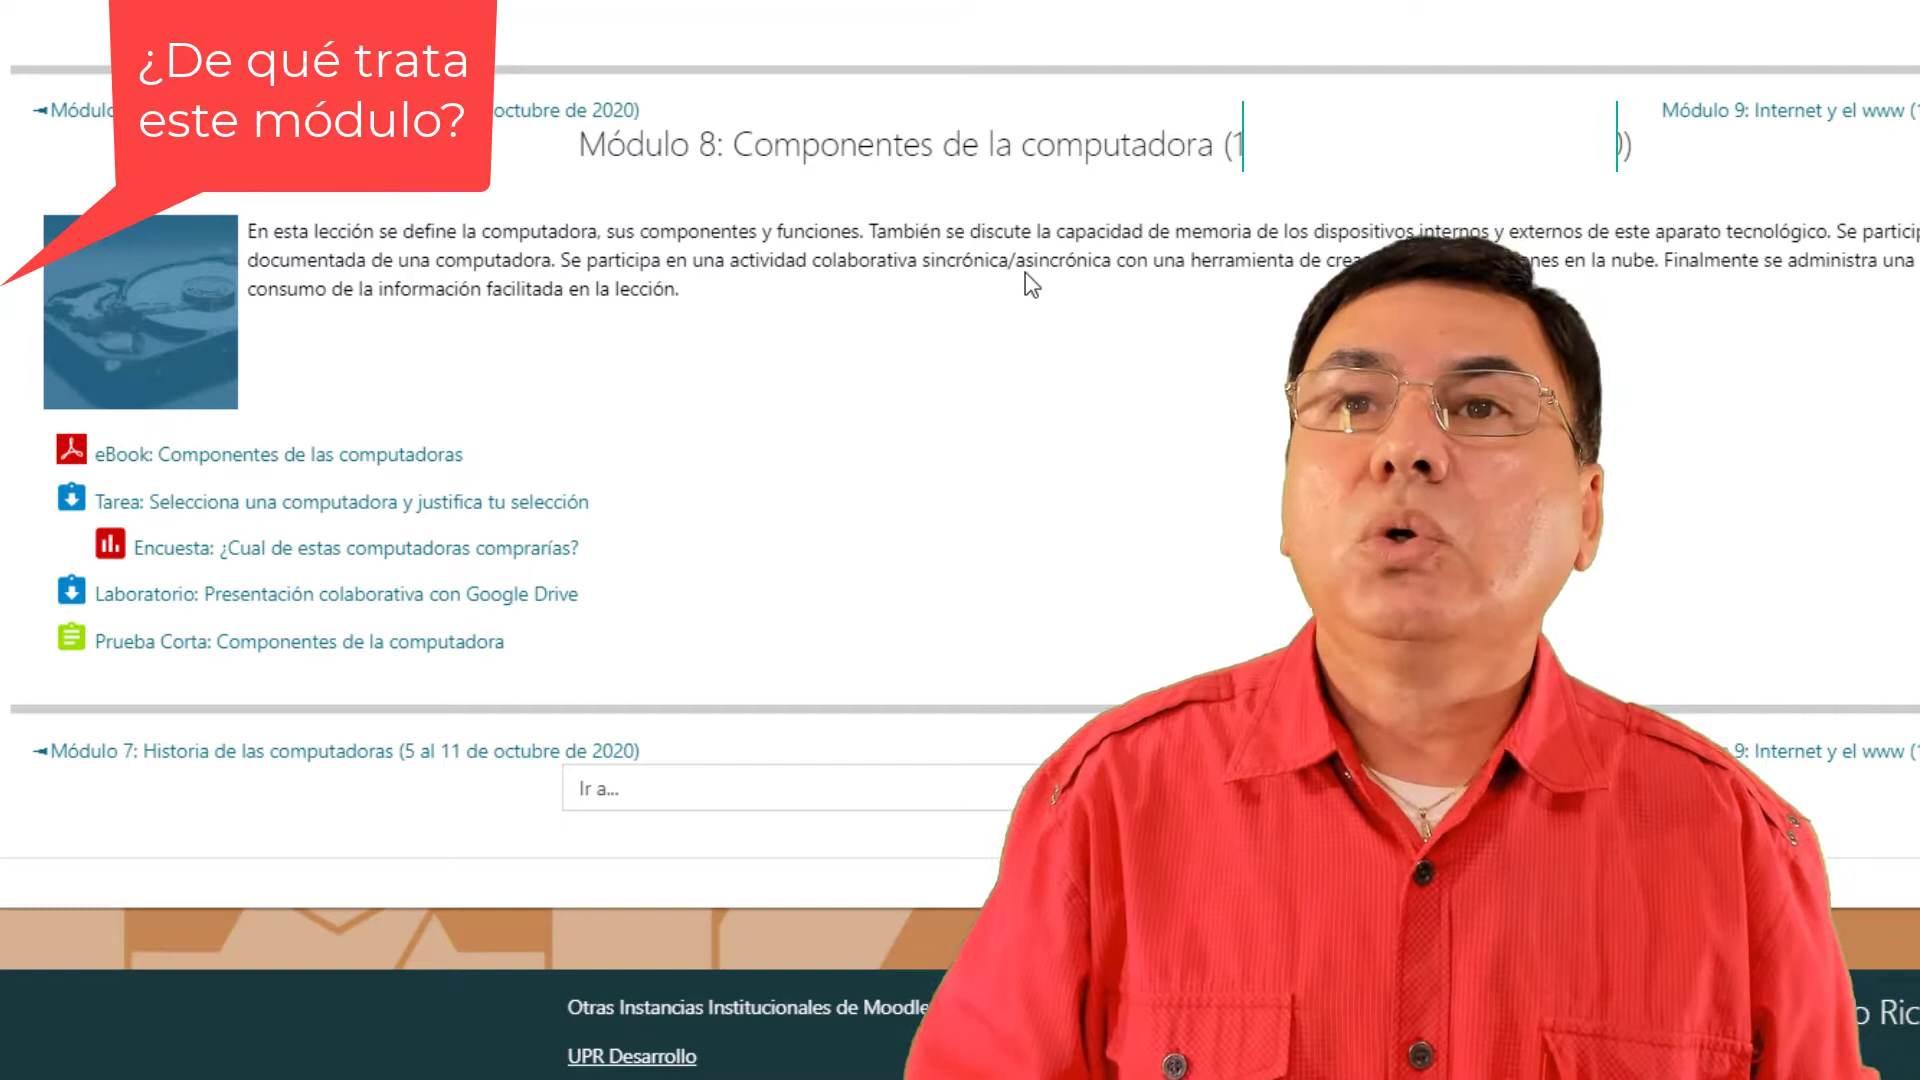 ¿De qué trata
este módulo?
octubre de 2020)
Módulo 9: Internet y el www (
Módulo 8: Componentes de la computadora (1
En esta lección se define la computadora, sus componentes y funciones. También se discute la capacidad de memoria de los dispositivos internos y externos de este aparato tecnológico. Se
documentada de una computadora. Se participa en una actividad colaborativa sincrónica/asincrónica con una herramienta de en la nube. Finalmente se administra una
consumo de la información facilitada en la lección.
eBook: Componentes de las computadoras
Tarea: Selecciona una computadora y justifica tu selección
Encuesta: ¿Cual de estas computadoras comprarías?
Laboratorio: Presentación colaborativa con Google Drive
Prueba Corta: Componentes de la computadora
◄Módulo 7: Historia de las computadoras (5 al 11 de octubre de 2020)
9: Internet y el www (
Ir a...
Otras Instancias Institucionales de Moodle
UPR Desarrollo